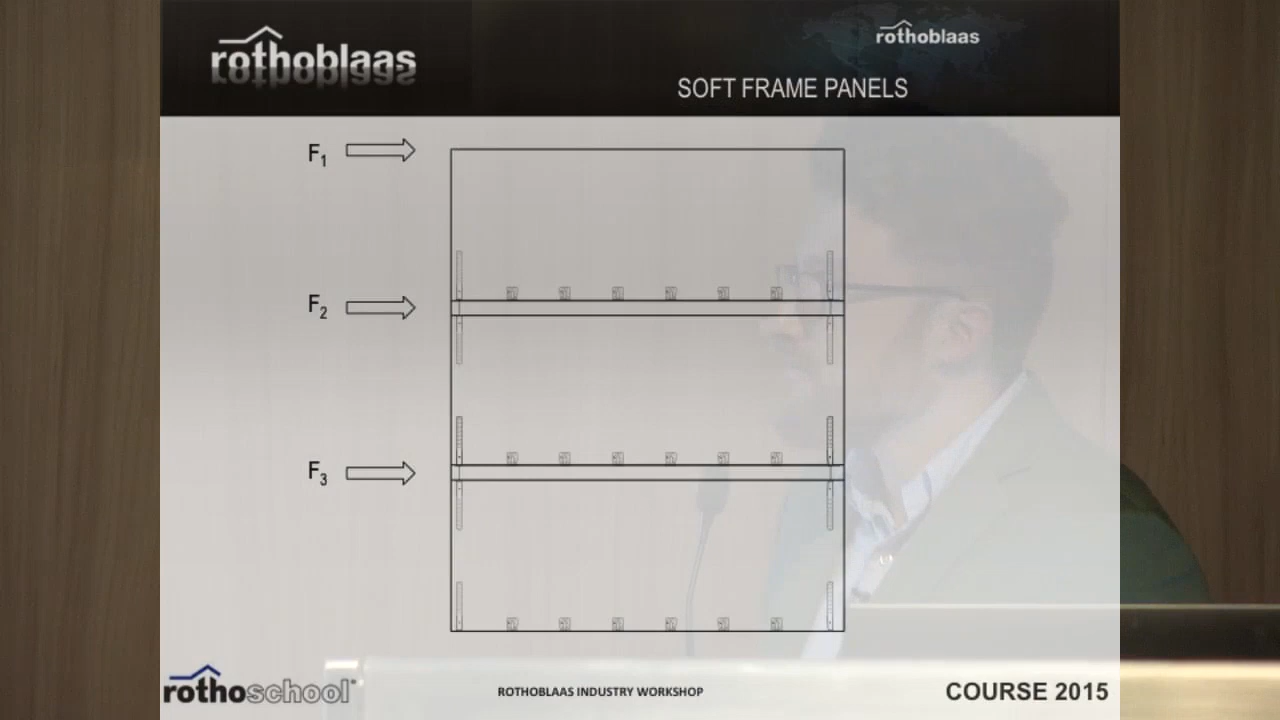 rothoblaas
rothoblaas
SOFT FRAME PANELS
F1
F2
F3
rothoschool
ROTHOBLAAS INDUSTRY WORKSHOP
COURSE 2015